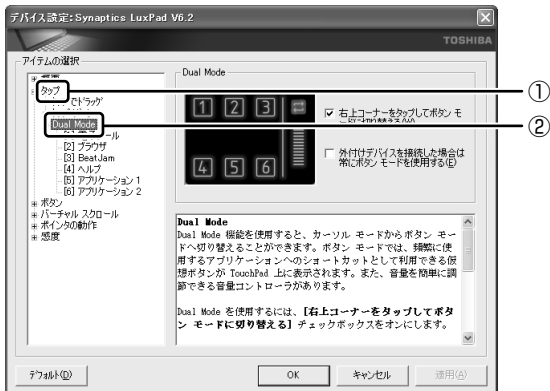 デバイス設定:Synaptics LuxPad V6.2
TOSHIBA
アイテムの選択
タップ
でドラッグ
Dual Mode
ール
[2] ブラウザ
[3] BeatJam
[4] ヘルプ
[5] アプリケーション 1
[6] アプリケーション 2
ボタン
バーチャル スクロール
ポインタの動作
感度
Dual Mode
1 2 3
4 5 6
右上コーナーをタップしてボタン モ
外付けデバイスを接続した場合は
常にボタン モードを使用する(E)
Dual Mode
Dual Mode 機能を使用すると、カーソル モードからボタン モー
ドへ切り替えることができます。ボタン モードでは、頻繁に使
用するアプリケーションへのショートカットとして利用できる仮
想ボタンが TouchPad 上に表示されます。また、音量を簡単に調
節できる音量コントローラがあります。
Dual Mode を使用するには、[右上コーナーをタップしてボタ
ン モードに切り替える] チェックボックスをオンにします。
デフォルト(D)
OK
キャンセル
適用(A)
①
②